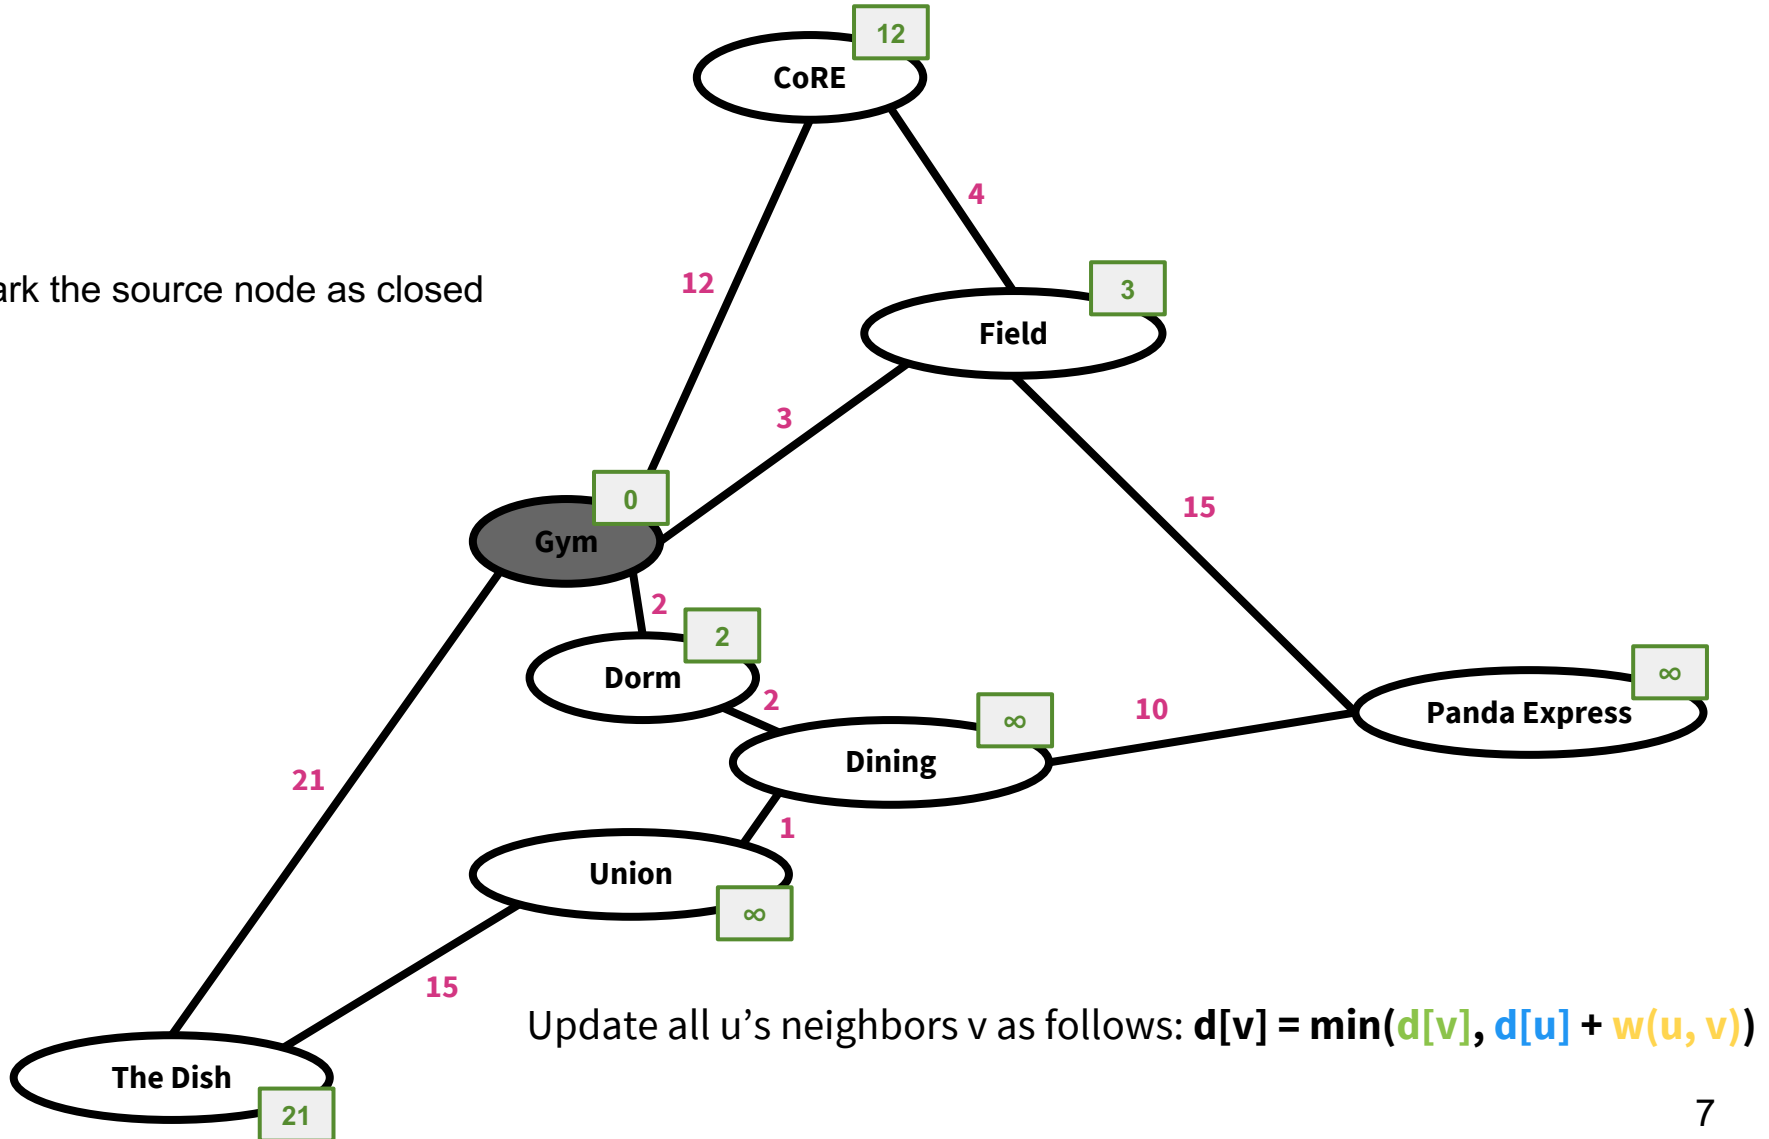 12
CoRE
4
ark the source node as closed
12
3
Field
3
0
15
Gym
2
2
Dorm
∞
2
∞
10
Panda Express
Dining
21
1
Union
∞
15
Update all u’s neighbors v as follows: d[v] = min(d[v], d[u] + w(u, v))
The Dish
21
7